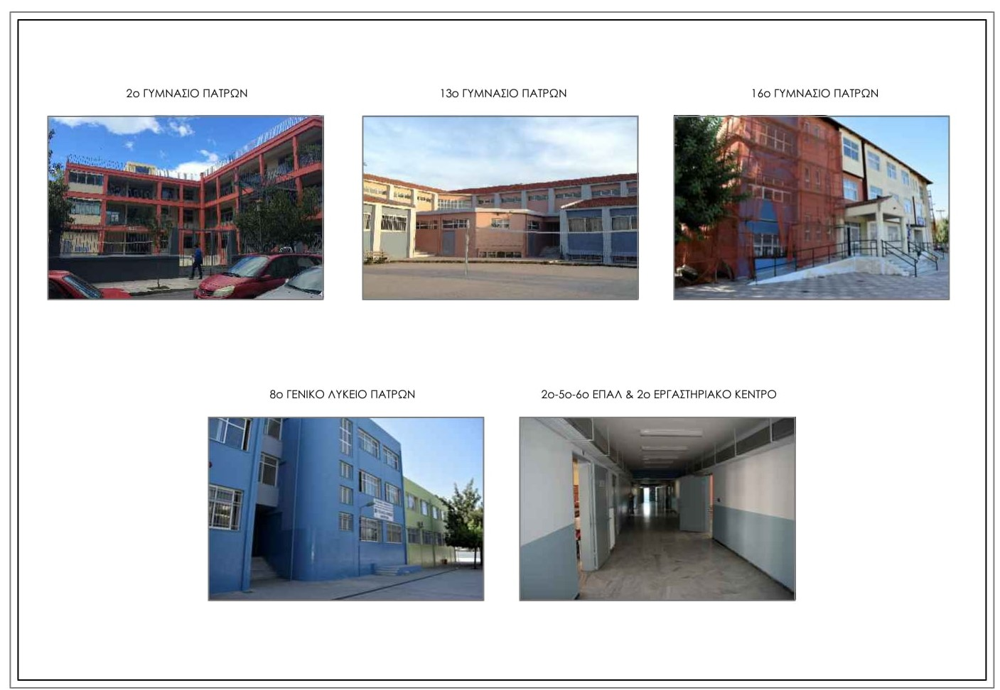 2ο ΓΥΜΝΑΣΙΟ ΠΑΤΡΩΝ
13ο ΓΥΜΝΑΣΙΟ ΠΑΤΡΩΝ
16ο ΓΥΜΝΑΣΙΟ ΠΑΤΡΩΝ
8ο ΓΕΝΙΚΟ ΛΥΚΕΙΟ ΠΑΤΡΩΝ
2ο-5ο-6ο ΕΠΑΛ & 2ο ΕΡΓΑΣΤΗΡΙΑΚΟ ΚΕΝΤΡΟ